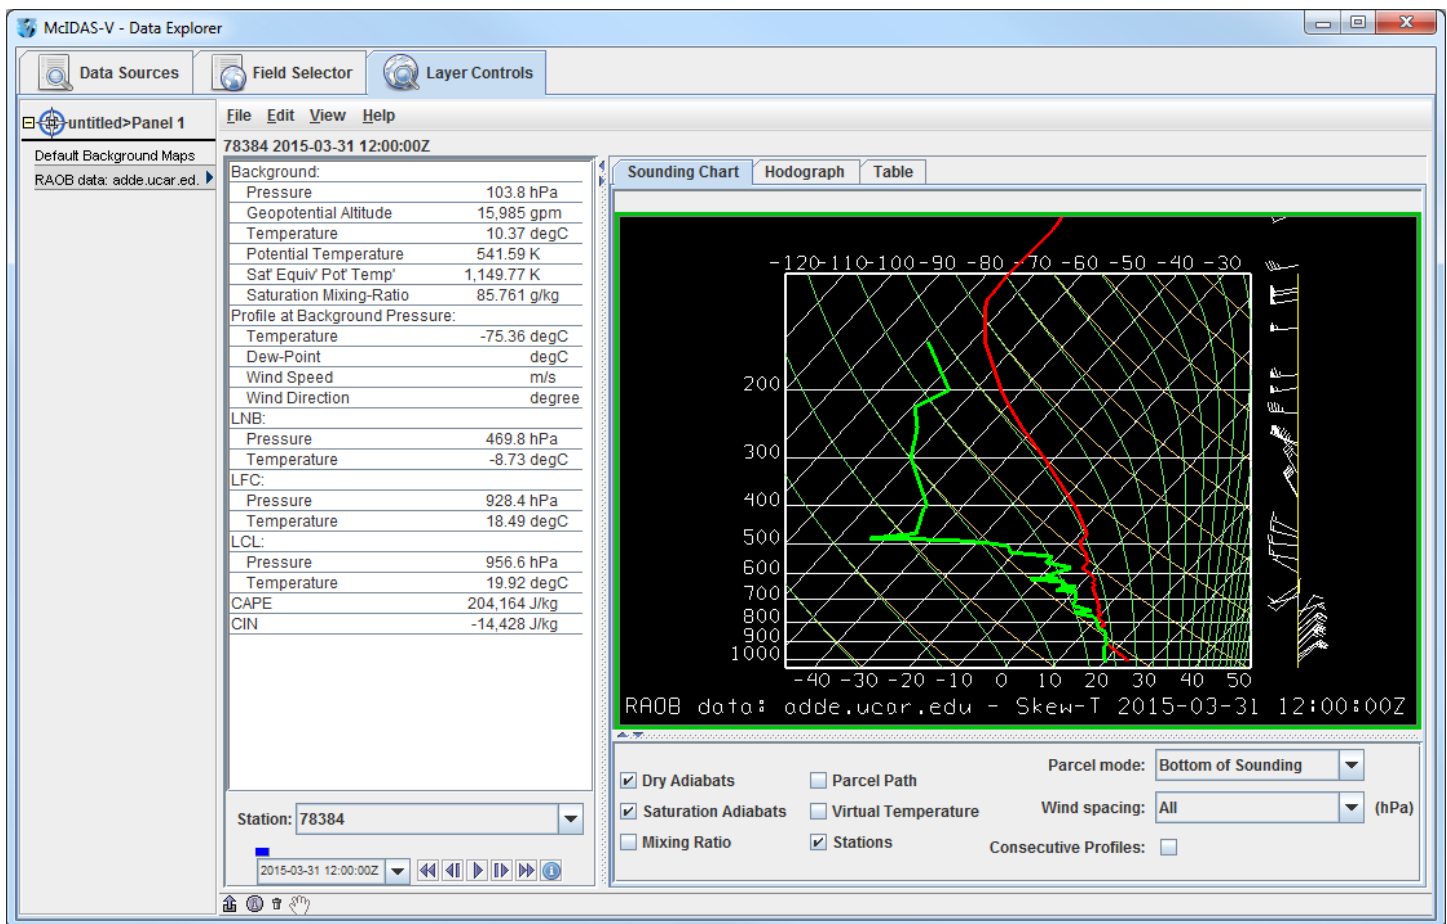 McIDAS-V - Data Explorer
Data Sources
Field Selector
Layer Controls
untitled>Panel 1
Default Background Maps
RAOB data: adde.ucar.ed.
File Edit View Help
78384 2015-03-31 12:00:00Z
Background:
Pressure 103.8 hPa
Geopotential Altitude 15,985 gpm
Temperature 10.37 degC
Potential Temperature 541.59 K
Sat' Equiv' Pot' Temp' 1,149.77 K
Saturation Mixing-Ratio 85.761 g/kg
Profile at Background Pressure:
Temperature -75.36 degC
Dew-Point degC
Wind Speed m/s
Wind Direction degree
LNB:
Pressure 469.8 hPa
Temperature -8.73 degC
LFC:
Pressure 928.4 hPa
Temperature 18.49 degC
LCL:
Pressure 956.6 hPa
Temperature 19.92 degC
CAPE 204,164 J/kg
CIN -14,428 J/kg
Station: 78384
2015-03-31 12:00:00Z
Sounding Chart
Hodograph
Table
-120-110-100-90 -80 -70 -60 -50 -40 -30
200
300
400
500
600
700
800
900
1000
-40 -30 -20 -10 0 10 20 30 40 50
RAOB data: adde.ucar.edu - Skew-T 2015-03-31 12:00:00Z
Dry Adiabats
Parcel Path
Parcel mode: Bottom of Sounding
Saturation Adiabats
Virtual Temperature
Wind spacing: All (hPa)
Mixing Ratio
Stations
Consecutive Profiles: